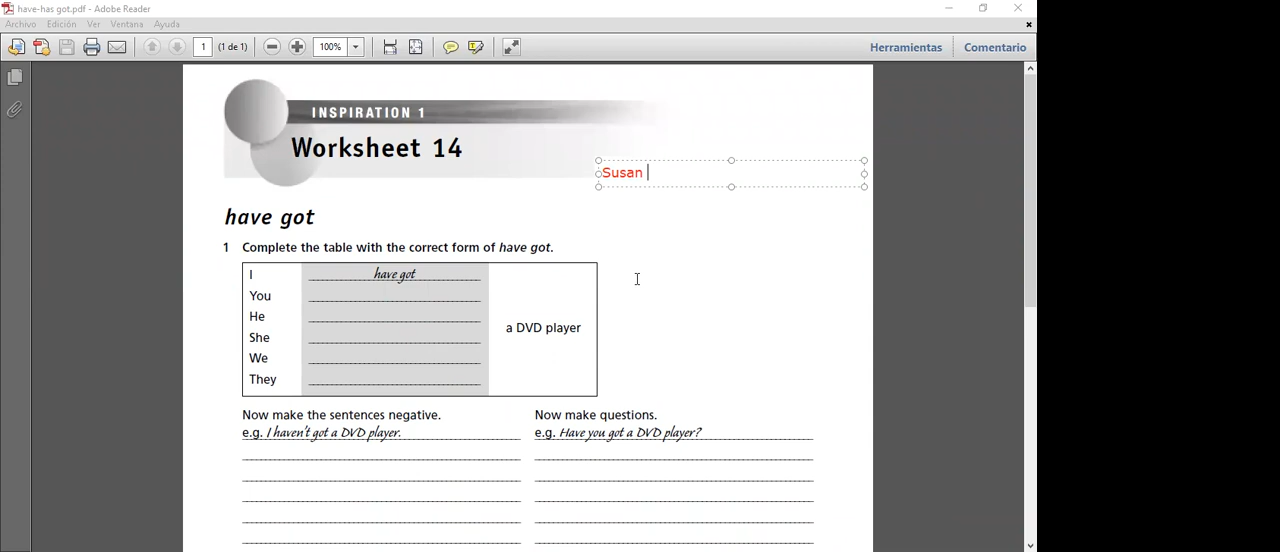 have-has got.pdf - Adobe Reader
Archivo Edición Ver Ventana Ayuda
1 (1 de 1) 100% Herramientas Comentario
INSPIRATION 1
Worksheet 14
Susan
have got
1 Complete the table with the correct form of have got.
I have got
You
He
a DVD player
She
We
They
Now make the sentences negative. Now make questions.
e.g. I haven't got a DVD player. e.g. Have you got a DVD player?